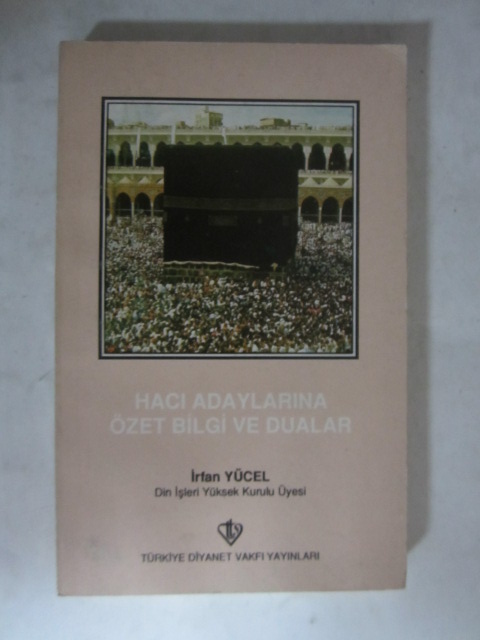 HACI ADAYLARINA
ÖZET BİLGİ VE DUALAR
İrfan YÜCEL
Din İşleri Yüksek Kurulu Üyesi
TÜRKİYE DİYANET VAKFI YAYINLARI